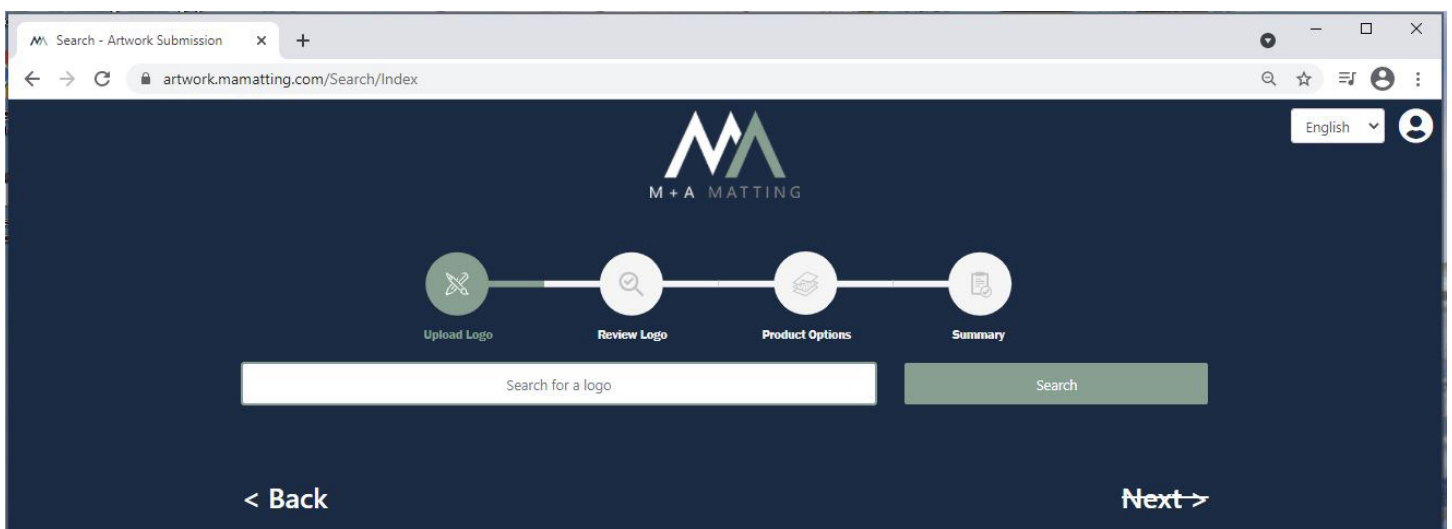 Search - Artwork Submission
artwork.mamatting.com/Search/Index
English
M + A MATTING
Upload Logo
Review Logo
Product Options
Summary
Search for a logo
Search
< Back
Next >